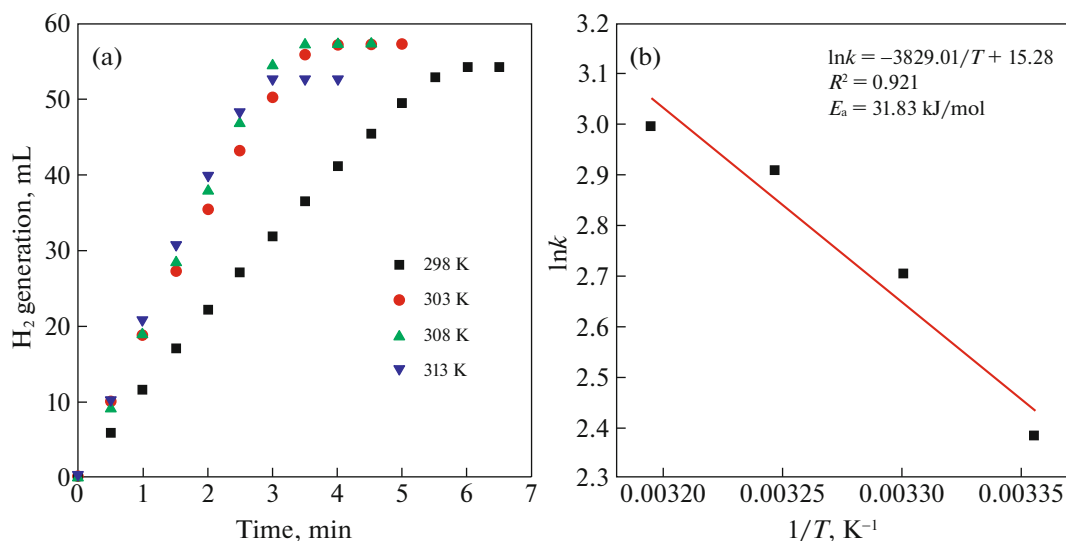 (a)
H₂ generation, mL
60
50
40
30
20
10
0
298 K
303 K
308 K
313 K
0 1 2 3 4 5 6 7
Time, min
(b)
lnk = −3829.01/T + 15.28
R² = 0.921
Eₐ = 31.83 kJ/mol
lnk
3.2
3.1
3.0
2.9
2.8
2.7
2.6
2.5
2.4
2.3
0.00320 0.00325 0.00330 0.00335
1/T, K⁻¹